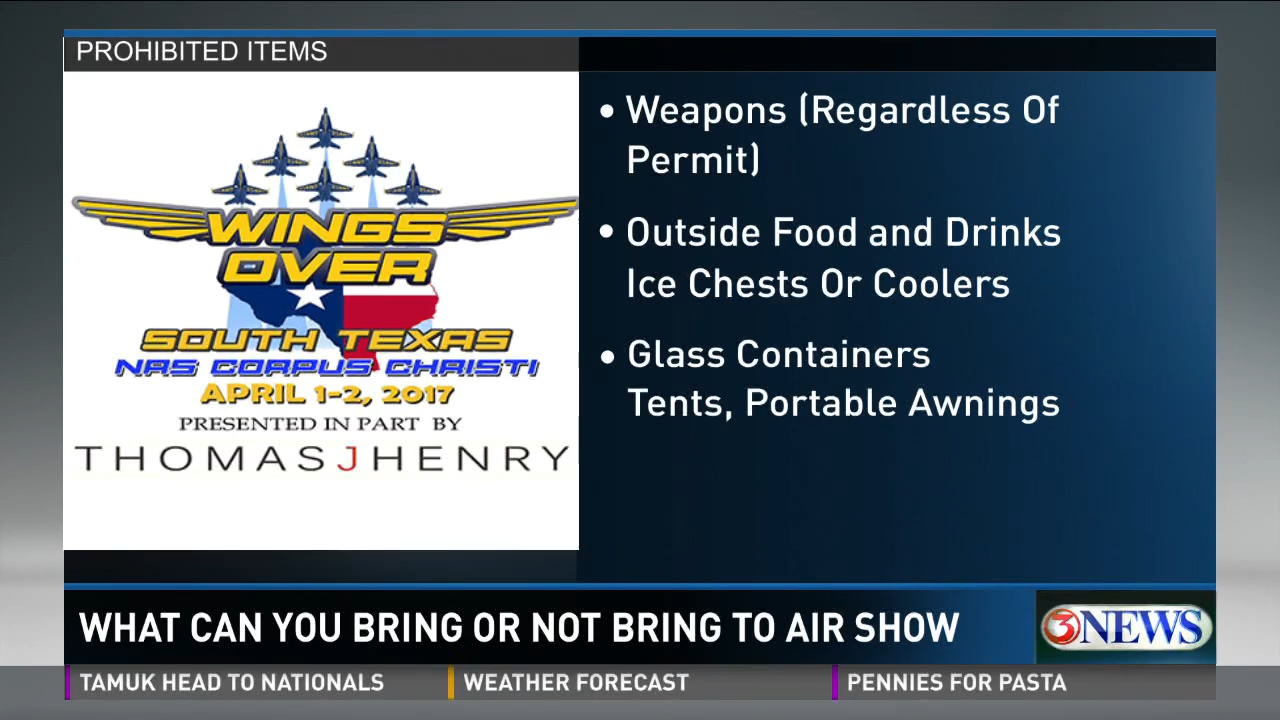 PROHIBITED ITEMS
WINGS
OVER
SOUTH TEXAS
NAS CORPUS CHRISTI
APRIL 1-2, 2017
PRESENTED IN PART BY
THOMASJHENRY
• Weapons (Regardless Of
Permit)
• Outside Food and Drinks
Ice Chests Or Coolers
• Glass Containers
Tents, Portable Awnings
WHAT CAN YOU BRING OR NOT BRING TO AIR SHOW
3NEWS
TAMUK HEAD TO NATIONALS
WEATHER FORECAST
PENNIES FOR PASTA